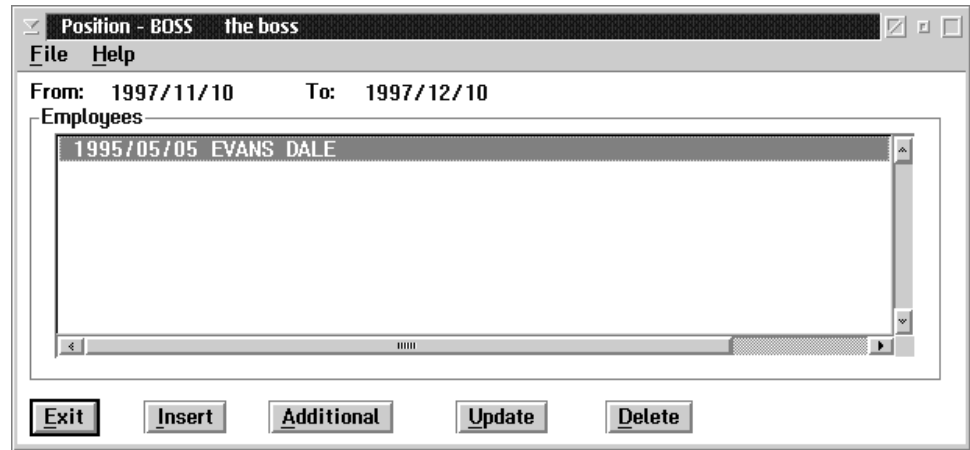 Position - BOSS the boss
File Help
From: 1997/11/10 To: 1997/12/10
Employees
1995/05/05 EVANS DALE
Exit Insert Additional Update Delete